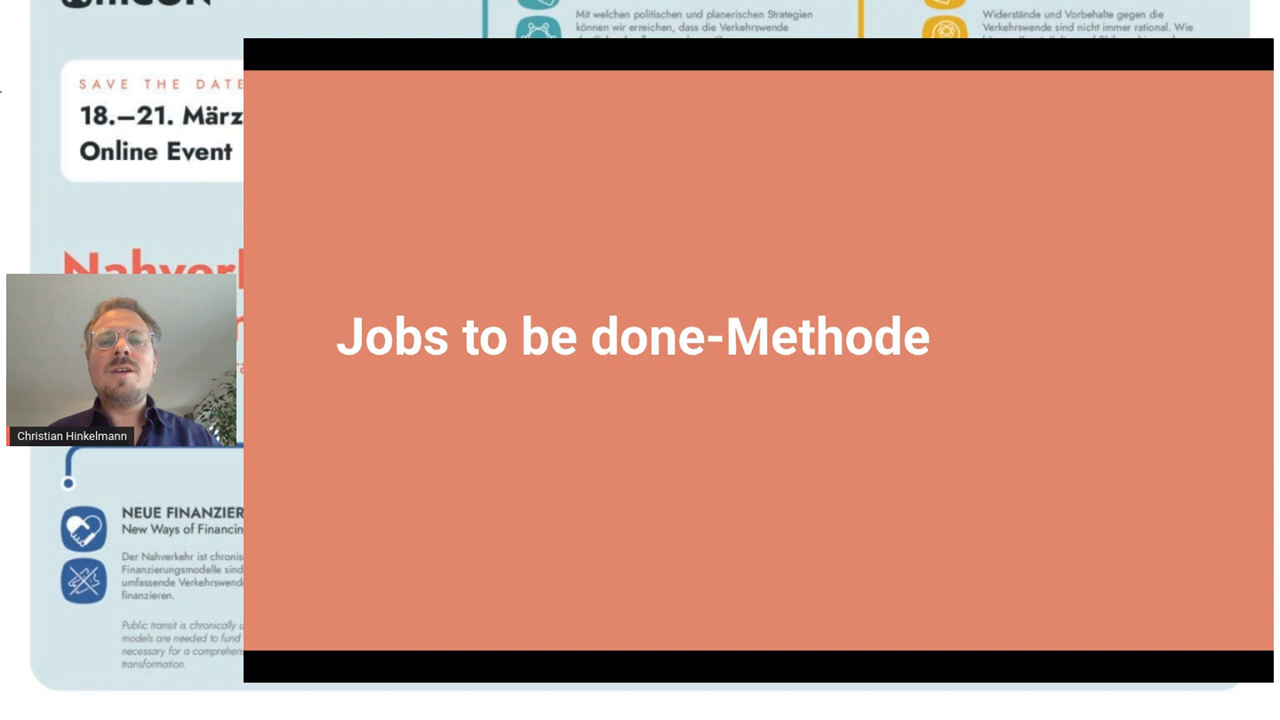 Mit welchen politischen und planerischen Strategien
können wir erreichen, dass die Verkehrswende
Widerstände und Vorbehalte gegen die
Verkehrswende sind nicht immer rational. Wie
SAVE THE DATE
18.–21. März
Online Event
Jobs to be done-Methode
Christian Hinkelmann
NEUE FINANZIER
New Ways of Financin
Der Nahverkehr ist chronis
Finanzierungsmodelle sind
umfassende Verkehrswend
finanzieren.
Public transit is chronically u
models are needed to fund
necessary for a comprehen
transformation.